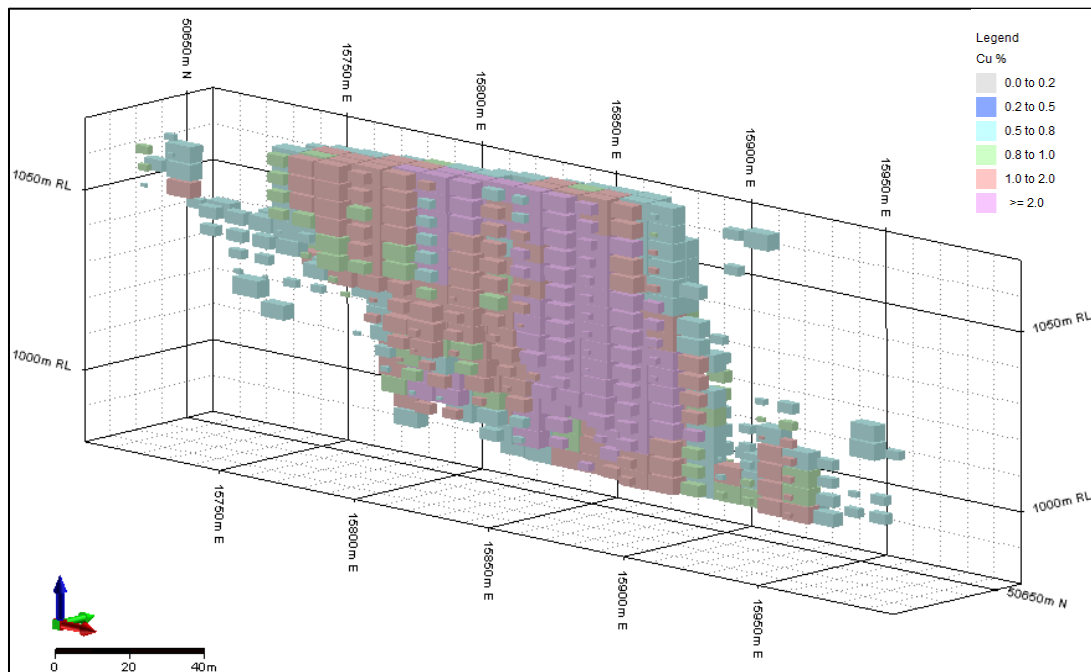 Legend
Cu %
0.0 to 0.2
0.2 to 0.5
0.5 to 0.8
0.8 to 1.0
1.0 to 2.0
>= 2.0
50650m N
15750m E
15800m E
15850m E
15900m E
15950m E
1050m RL
1000m RL
1050m RL
1000m RL
15750m E
15800m E
15850m E
15900m E
15950m E
50650m N
0 20 40m